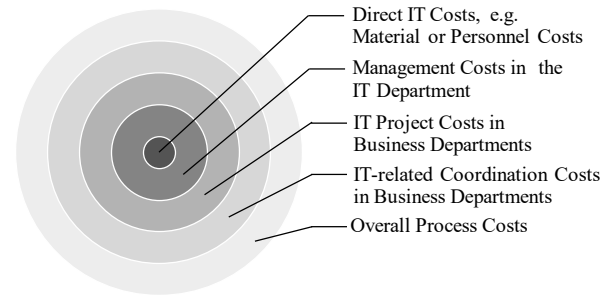 Direct IT Costs, e.g.
Material or Personnel Costs
Management Costs in the
IT Department
IT Project Costs in
Business Departments
IT-related Coordination Costs
in Business Departments
Overall Process Costs